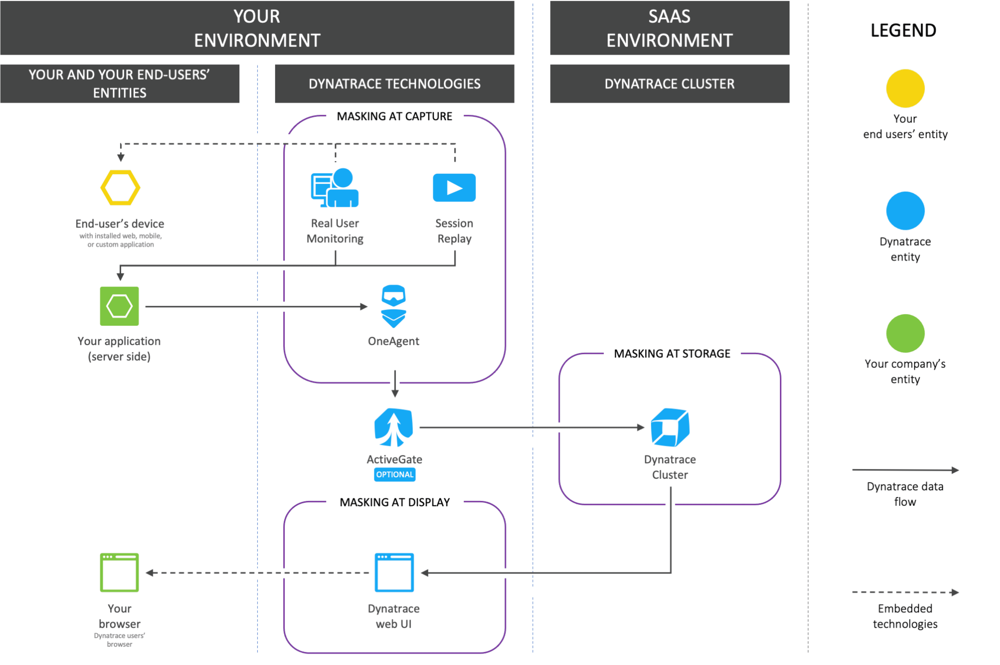 YOUR
ENVIRONMENT
SAAS
ENVIRONMENT
LEGEND
YOUR AND YOUR END-USERS’
ENTITIES
DYNATRACE TECHNOLOGIES
DYNATRACE CLUSTER
MASKING AT CAPTURE
Your
end users’ entity
End-user’s device
with installed web, mobile,
or custom application
Real User
Monitoring
Session
Replay
Dynatrace
entity
Your application
(server side)
OneAgent
MASKING AT STORAGE
Your company’s
entity
ActiveGate
OPTIONAL
Dynatrace
Cluster
Dynatrace data
flow
MASKING AT DISPLAY
Your
browser
Dynatrace users’
browser
Dynatrace
web UI
Embedded
technologies